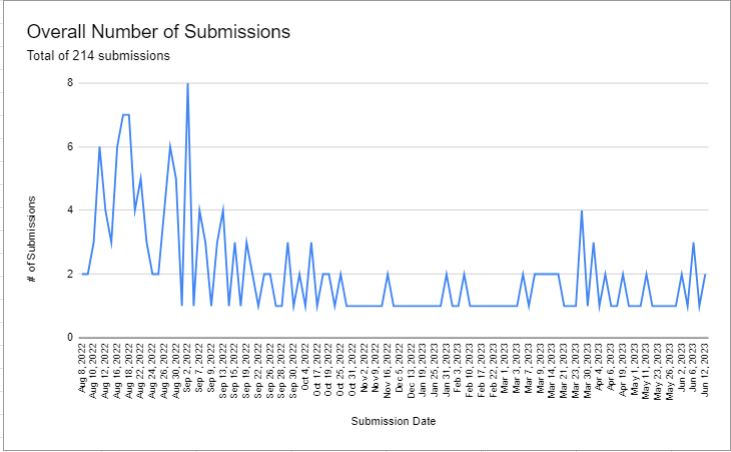 Overall Number of Submissions
Total of 214 submissions
8
6
4
2
0
# of Submissions
Aug 8, 2022
Aug 10, 2022
Aug 12, 2022
Aug 16, 2022
Aug 18, 2022
Aug 22, 2022
Aug 24, 2022
Aug 26, 2022
Aug 30, 2022
Sep 2, 2022
Sep 7, 2022
Sep 9, 2022
Sep 13, 2022
Sep 15, 2022
Sep 19, 2022
Sep 22, 2022
Sep 26, 2022
Sep 28, 2022
Sep 30, 2022
Oct 4, 2022
Oct 17, 2022
Oct 19, 2022
Oct 25, 2022
Oct 31, 2022
Nov 2, 2022
Nov 9, 2022
Nov 16, 2022
Dec 5, 2022
Dec 13, 2022
Jan 19, 2023
Jan 25, 2023
Jan 31, 2023
Feb 3, 2023
Feb 10, 2023
Feb 17, 2023
Feb 22, 2023
Mar 1, 2023
Mar 3, 2023
Mar 7, 2023
Mar 9, 2023
Mar 14, 2023
Mar 21, 2023
Mar 23, 2023
Mar 30, 2023
Apr 4, 2023
Apr 6, 2023
Apr 19, 2023
May 1, 2023
May 11, 2023
May 23, 2023
May 26, 2023
Jun 2, 2023
Jun 6, 2023
Jun 12, 2023
Submission Date